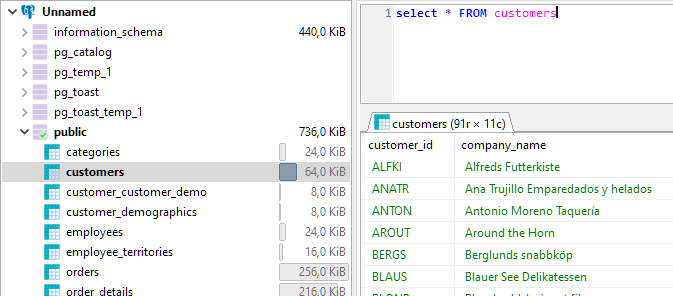 Unnamed
information_schema 440,0 KiB
pg_catalog
pg_temp_1
pg_toast
pg_toast_temp_1
public 736,0 KiB
categories 24,0 KiB
customers 64,0 KiB
customer_customer_demo 8,0 KiB
customer_demographics 8,0 KiB
employees 24,0 KiB
employee_territories 16,0 KiB
orders 256,0 KiB
order_details 216,0 KiB
1 select * FROM customers
customers (91r × 11c)
customer_id company_name
ALFKI Alfreds Futterkiste
ANATR Ana Trujillo Emparedados y helados
ANTON Antonio Moreno Taquería
AROUT Around the Horn
BERGS Berglunds snabbköp
BLAUS Blauer See Delikatessen